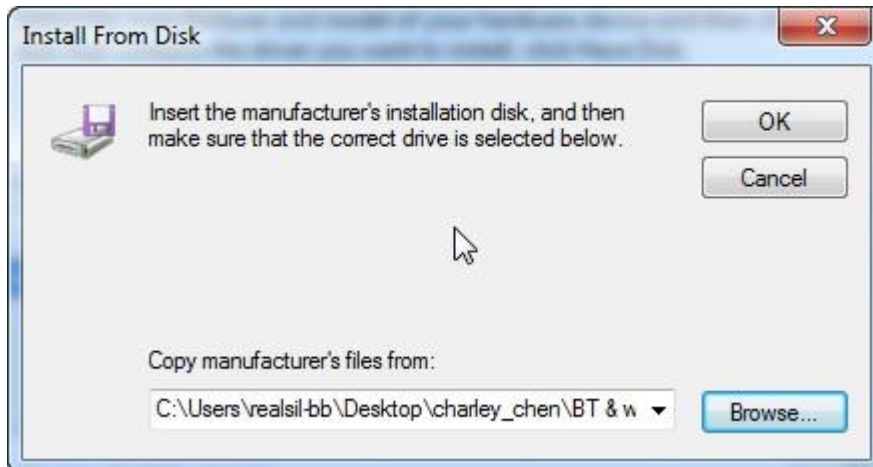 Install From Disk
Insert the manufacturer's installation disk, and then
make sure that the correct drive is selected below.
OK
Cancel
Copy manufacturer's files from:
C:\Users\realsil-bb\Desktop\charley_chen\BT & w
Browse...